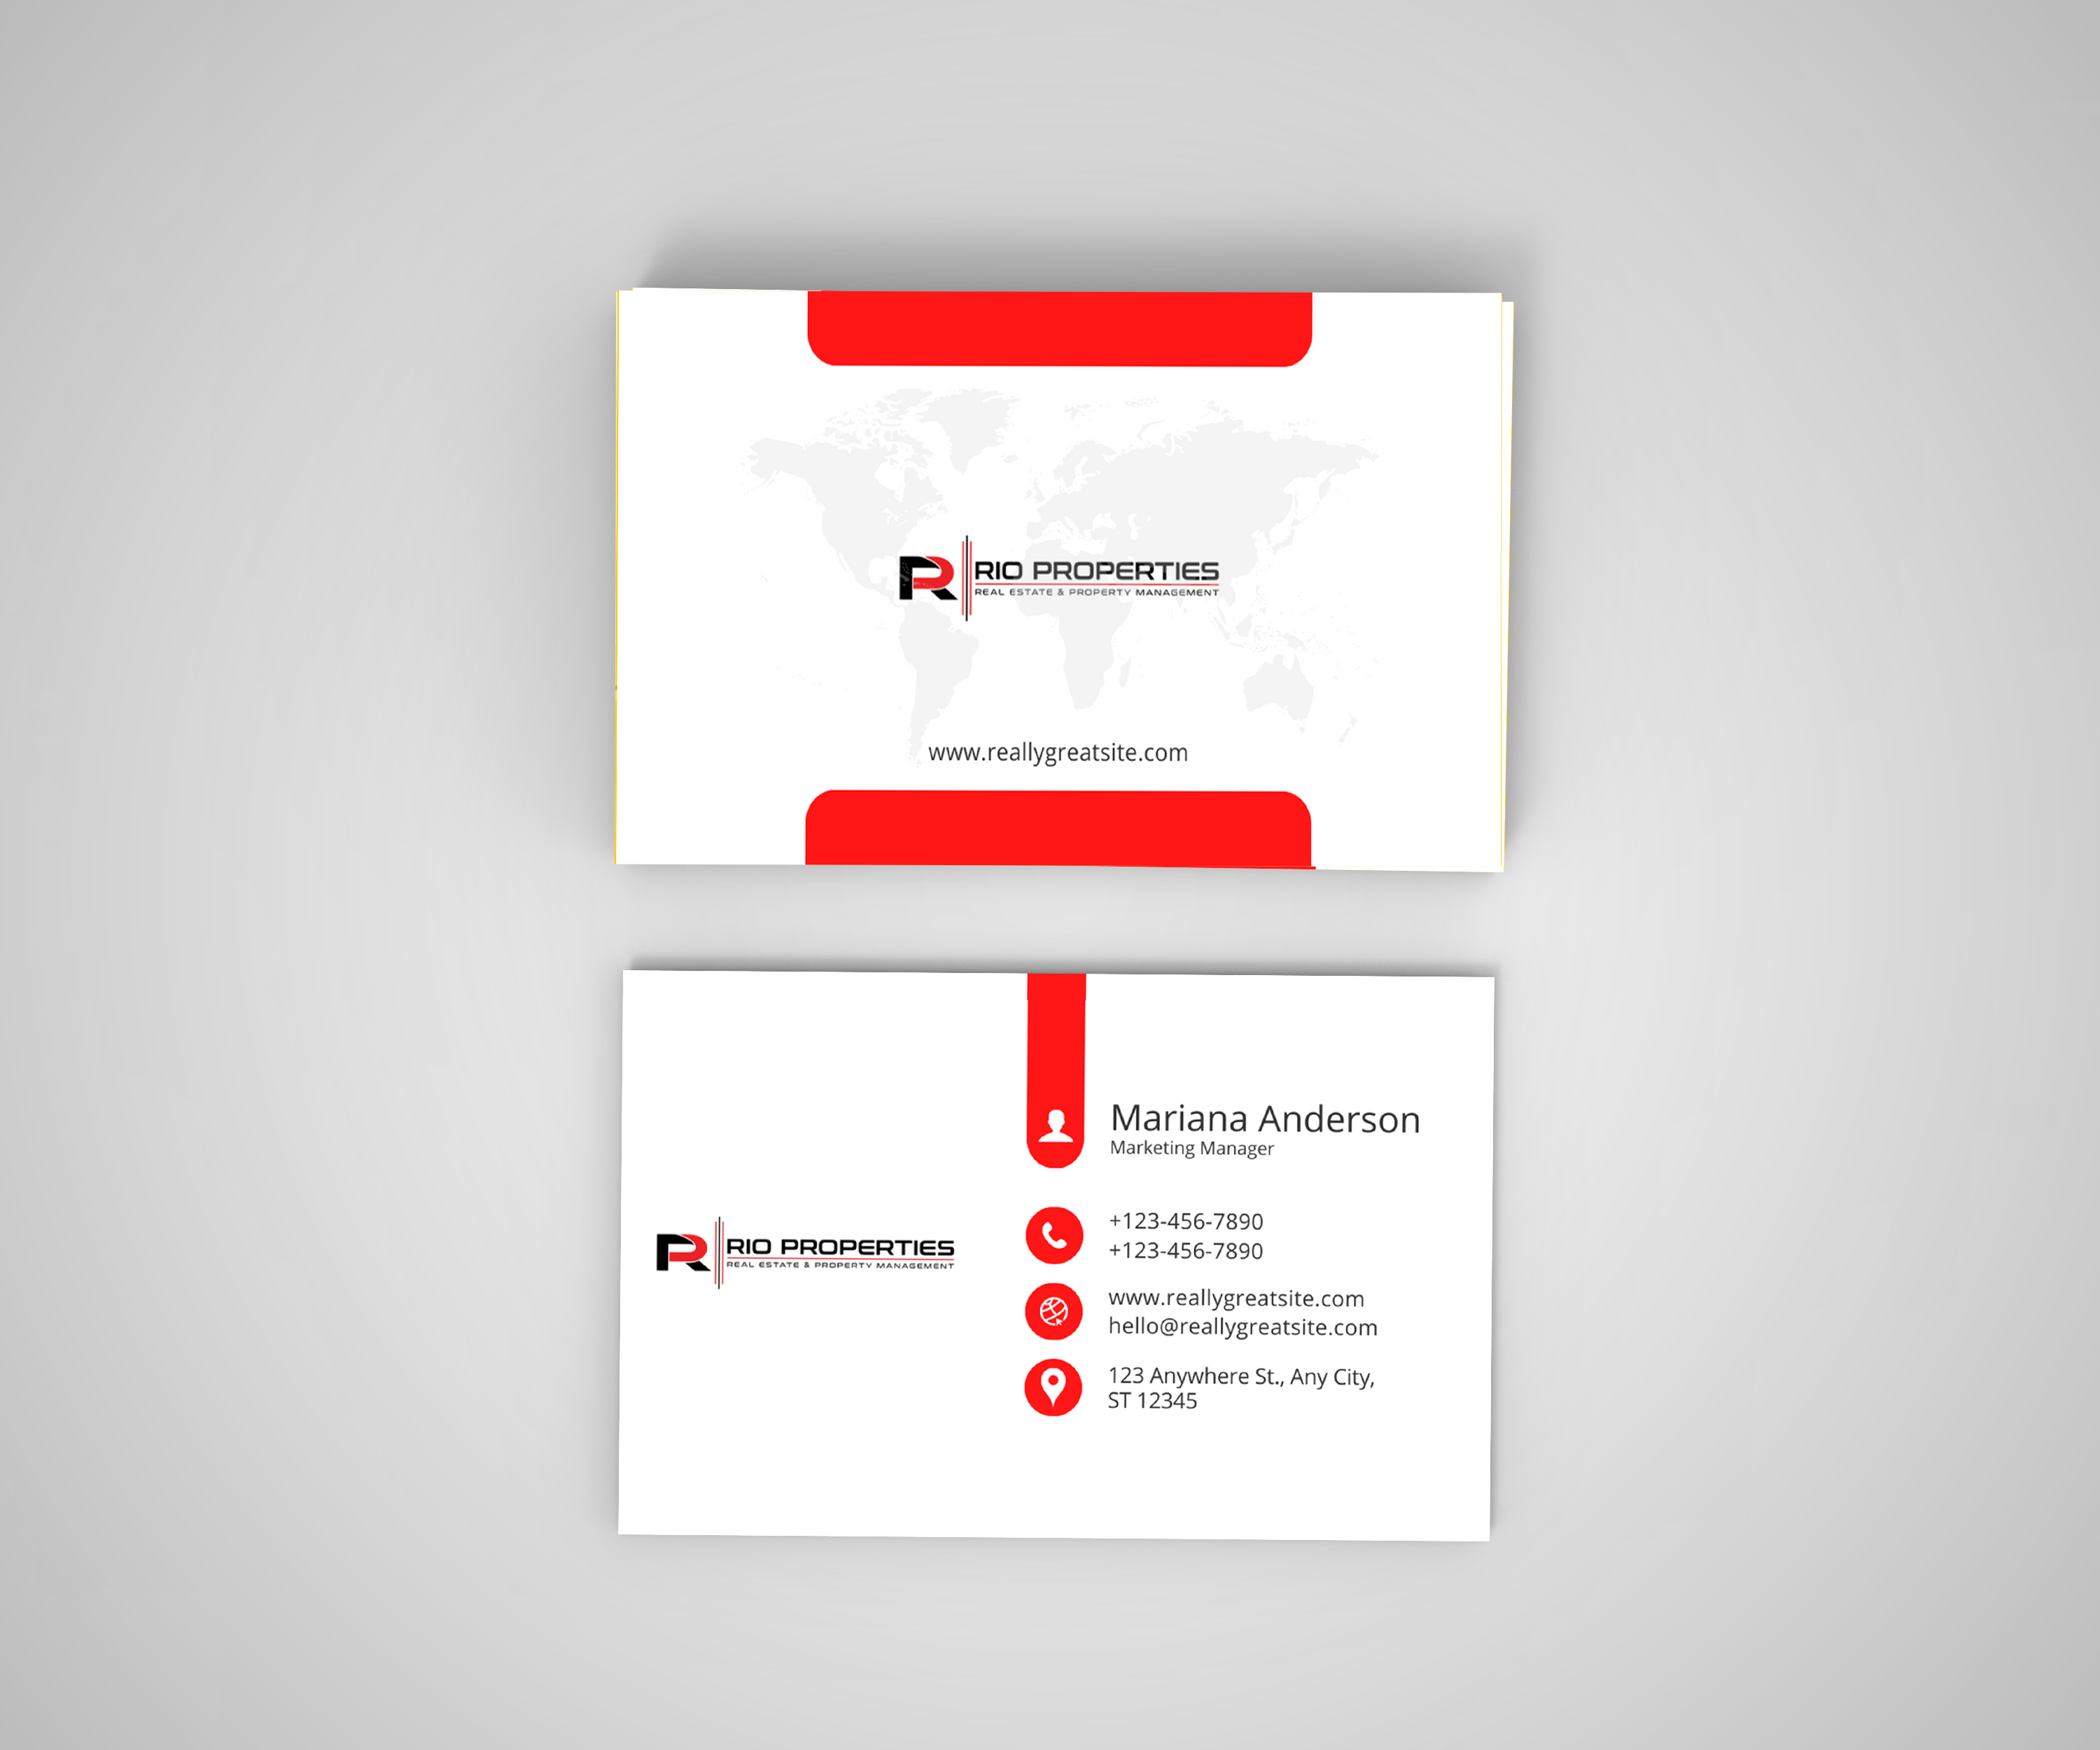 RIO PROPERTIES
REAL ESTATE & PROPERTY MANAGEMENT
www.reallygreatsite.com
Mariana Anderson
Marketing Manager
+123-456-7890
+123-456-7890
www.reallygreatsite.com
hello@reallygreatsite.com
123 Anywhere St., Any City,
ST 12345
R RIO PROPERTIES
REAL ESTATE & PROPERTY MANAGEMENT